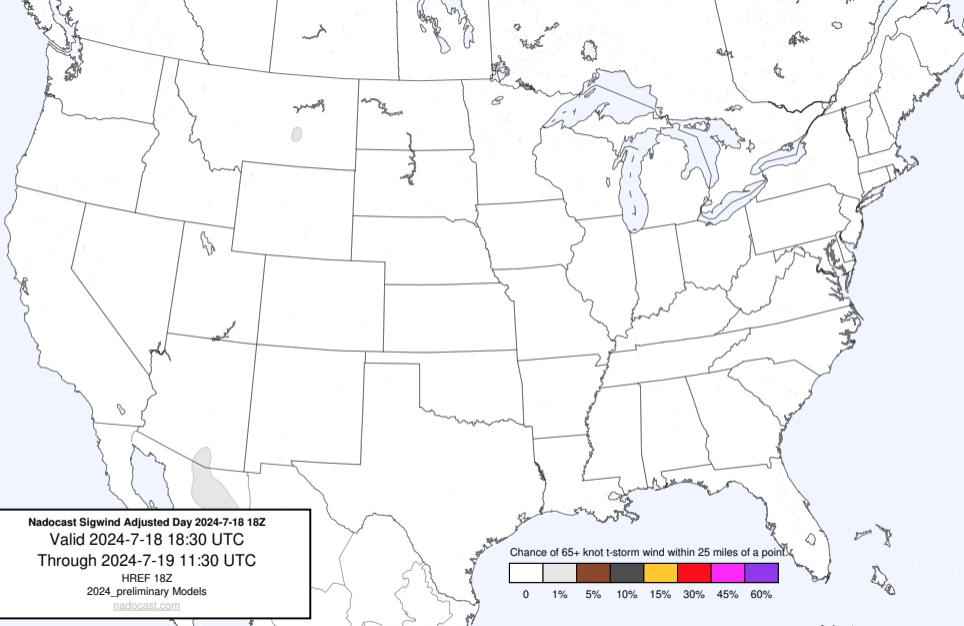 Nadocast Sigwind Adjusted Day 2024-7-18 18Z
Valid 2024-7-18 18:30 UTC
Through 2024-7-19 11:30 UTC
HREF 18Z
2024_preliminary Models
nadocast.com
Chance of 65+ knot t-storm wind within 25 miles of a point.
0 1% 5% 10% 15% 30% 45% 60%